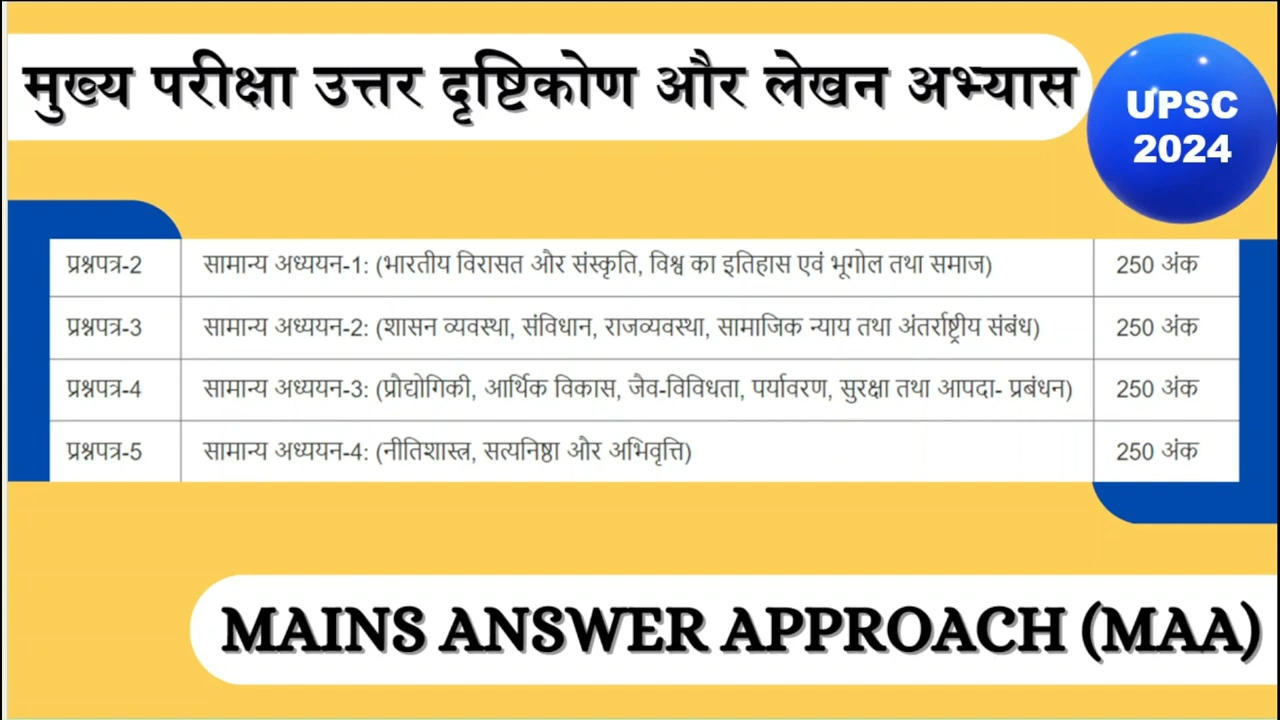 मुख्य परीक्षा उत्तर दृष्टिकोण और लेखन अभ्यास
UPSC
2024
प्रश्नपत्र-2 सामान्य अध्ययन-1: (भारतीय विरासत और संस्कृति, विश्व का इतिहास एवं भूगोल तथा समाज) 250 अंक
प्रश्नपत्र-3 सामान्य अध्ययन-2: (शासन व्यवस्था, संविधान, राजव्यवस्था, सामाजिक न्याय तथा अंतर्राष्ट्रीय संबंध) 250 अंक
प्रश्नपत्र-4 सामान्य अध्ययन-3: (प्रौद्योगिकी, आर्थिक विकास, जैव-विविधता, पर्यावरण, सुरक्षा तथा आपदा- प्रबंधन) 250 अंक
प्रश्नपत्र-5 सामान्य अध्ययन-4: (नीतिशास्त्र, सत्यनिष्ठा और अभिवृत्ति) 250 अंक
MAINS ANSWER APPROACH (MAA)